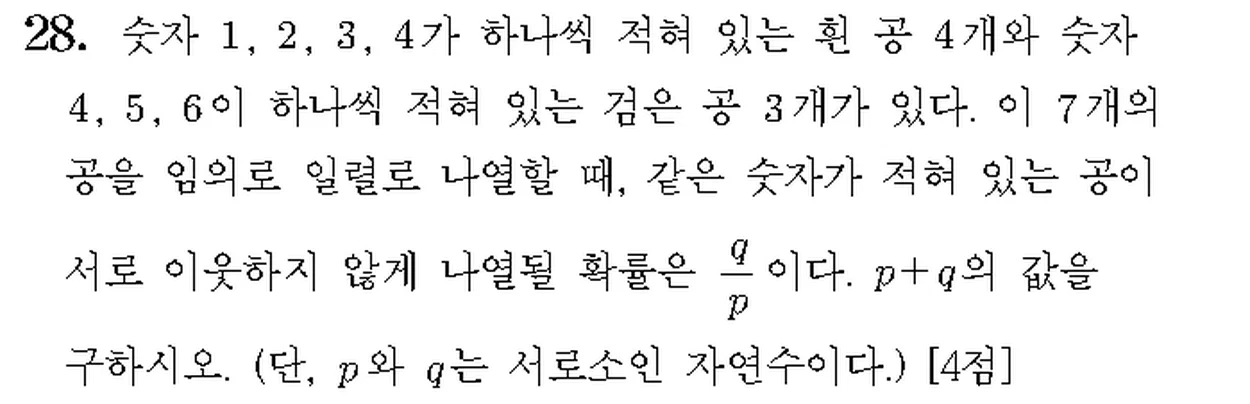 28. 숫자 1, 2, 3, 4가 하나씩 적혀 있는 흰 공 4개와 숫자
4, 5, 6이 하나씩 적혀 있는 검은 공 3개가 있다. 이 7개의
공을 임의로 일렬로 나열할 때, 같은 숫자가 적혀 있는 공이
서로 이웃하지 않게 나열될 확률은 q/p 이다. p+q의 값을
구하시오. (단, p와 q는 서로소인 자연수이다.) [4점]